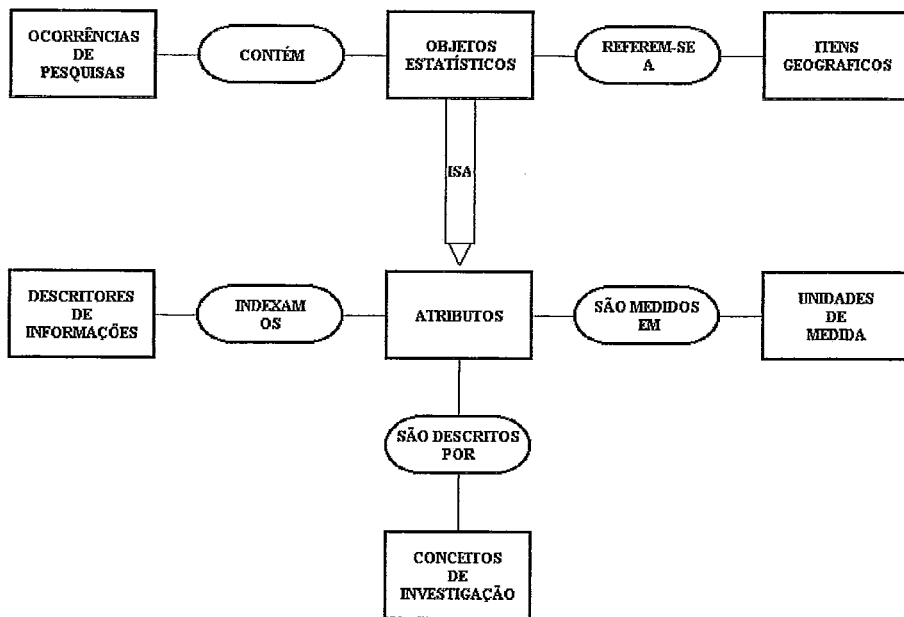 OCORRÊNCIAS
DE
PESQUISAS
CONTÉM
OBJETOS
ESTATÍSTICOS
REFEREM-SE
A
ITENS
GEOGRAFICOS
ISA
DESCRITORES
DE
INFORMAÇÕES
INDEXAM
OS
ATRIBUTOS
SÃO MEDIDOS
EM
UNIDADES
DE
MEDIDA
SÃO DESCRITOS
POR
CONCEITOS
DE
INVESTIGAÇÃO